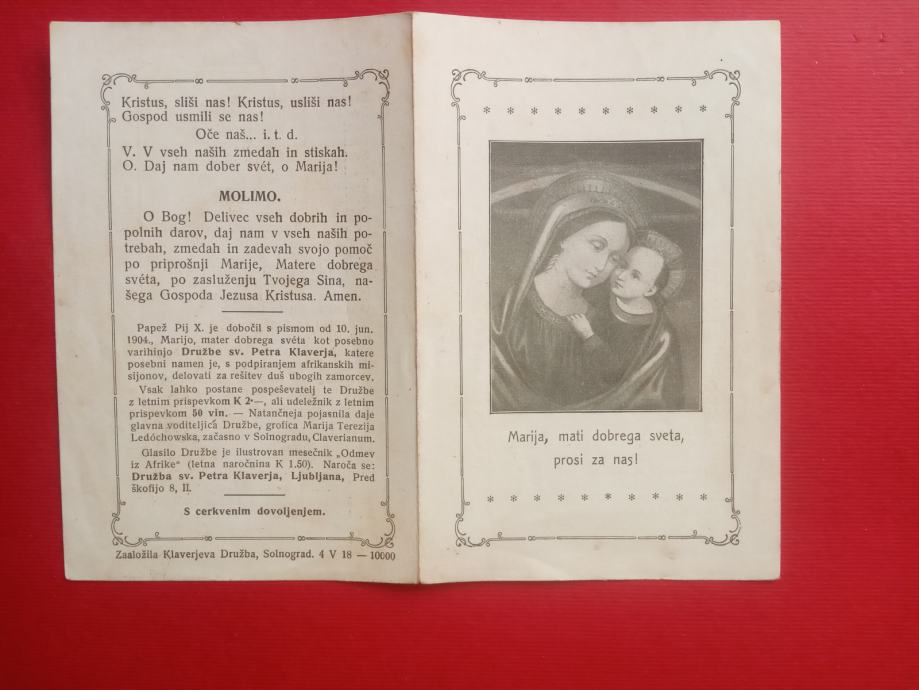 Kristus, sliši nas! Kristus, usliši nas!
Gospod usmili se nas!
Oče naš... i. t. d.
V. V vseh naših zmedah in stiskah.
O. Daj nam dober svét, o Marija!
MOLIMO.
O Bog! Delivec vseh dobrih in po-
polnih darov, daj nam v vseh naših po-
trebah, zmedah in zadevah svojo pomoč
po priprošnji Marije, Matere dobrega
svéta, po zasluženju Tvojega Sina, na-
šega Gospoda Jezusa Kristusa. Amen.
Papež Pij X. je dobočil s pismom od 10. jun.
1904., Marijo, mater dobrega svéta kot posebno
varihinjo Družbe sv. Petra Klaverja, katere
posebni namen je, s podpiranjem afrikanskih mi-
sijonov, delovati za rešitev duš ubogih zamorcev.
Vsak lahko postane pospeševatelj te Družbe
z letnim prispevkom K 2·—, ali udeležnik z letnim
prispevkom 50 vin. — Natančneja pojasnila daje
glavna voditeljica Družbe, grofica Marija Terezija
Ledóchowska, začasno v Solnogradu, Claverianum.
Glasilo Družbe je ilustrovan mesečnik „Odmev
iz Afrike“ (letna naročnina K 1.50). Naroča se:
Družba sv. Petra Klaverja, Ljubljana, Pred
škofijo 8, II.
S cerkvenim dovoljenjem.
Zaaložila Klaverjeva Družba, Solnograd. 4 V 18 — 10000
Marija, mati dobrega sveta,
prosi za nas!